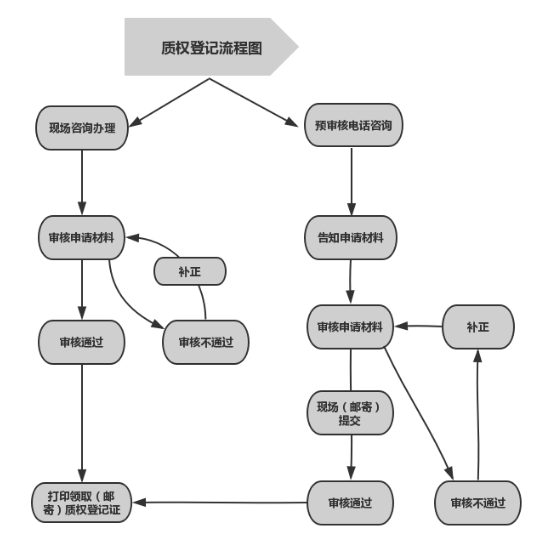 质权登记流程图
现场咨询办理
预审核电话咨询
审核申请材料
告知申请材料
补正
审核通过
审核不通过
审核申请材料
补正
现场（邮寄）
提交
打印领取（邮
寄）质权登记证
审核通过
审核不通过